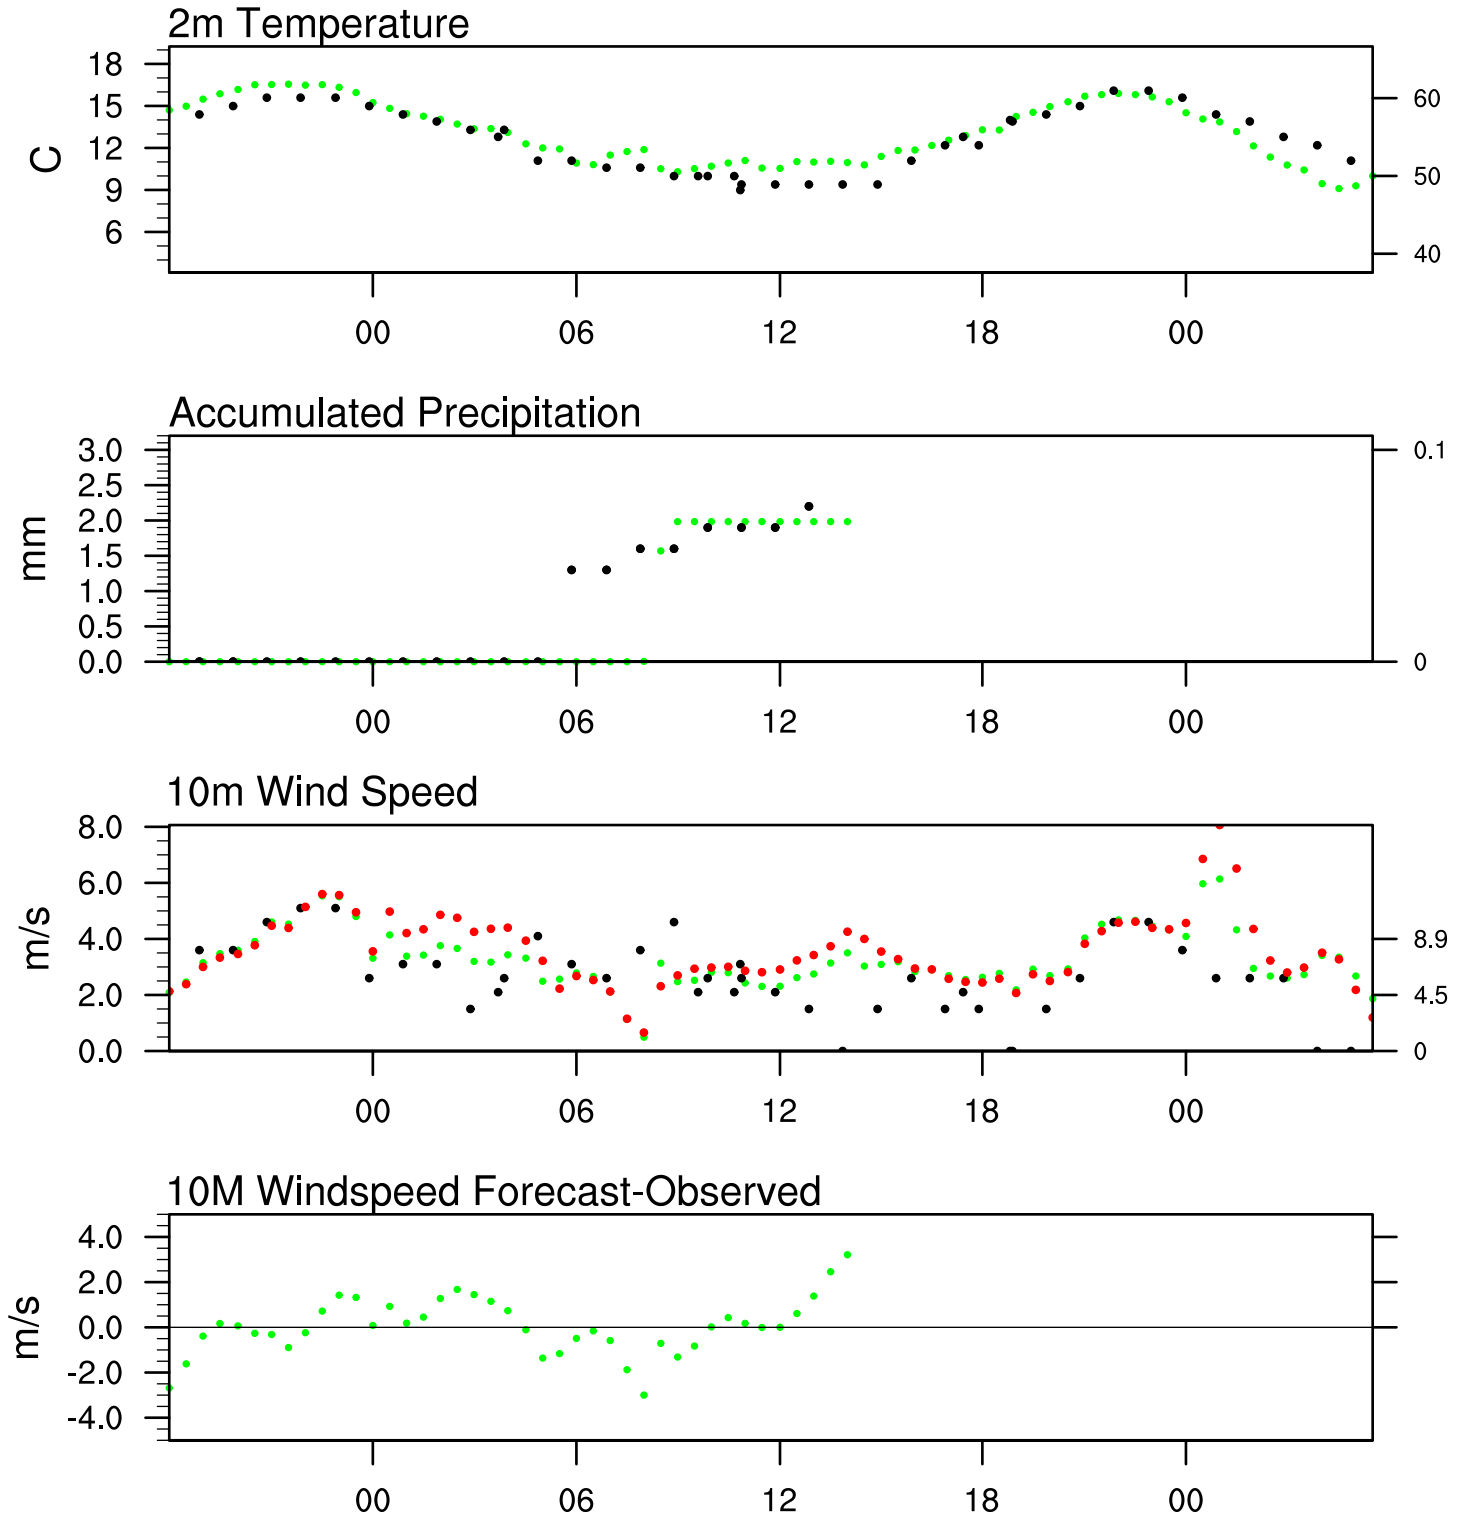 2m Temperature
18
15
12
9
6
C
60
50
40
00 06 12 18 00
Accumulated Precipitation
3.0
2.5
2.0
1.5
1.0
0.5
0.0
mm
0.1
0
00 06 12 18 00
10m Wind Speed
8.0
6.0
4.0
2.0
0.0
m/s
8.9
4.5
0
00 06 12 18 00
10M Windspeed Forecast-Observed
4.0
2.0
0.0
-2.0
-4.0
m/s
00 06 12 18 00